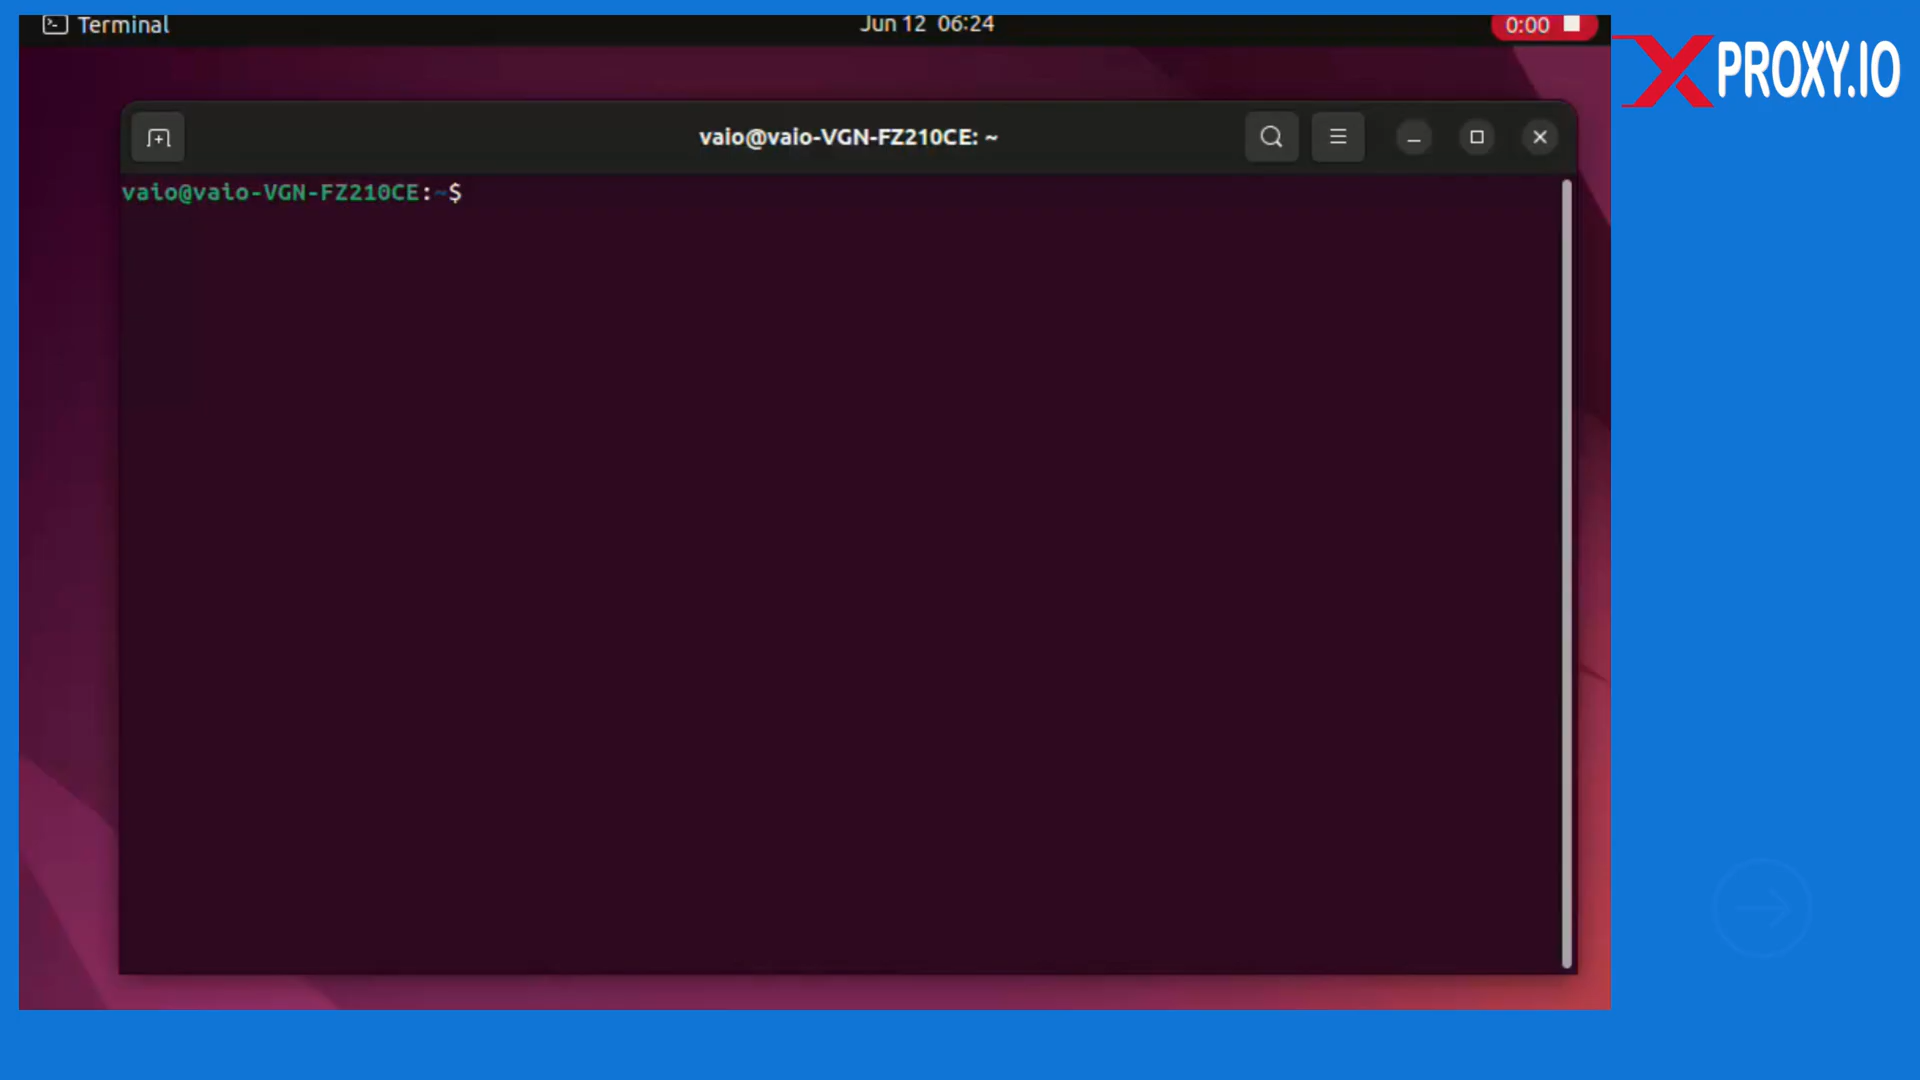 Terminal
Jun 12 06:24
0:00
XPROXY.IO
vaio@vaio-VGN-FZ210CE: ~
vaio@vaio-VGN-FZ210CE:~$